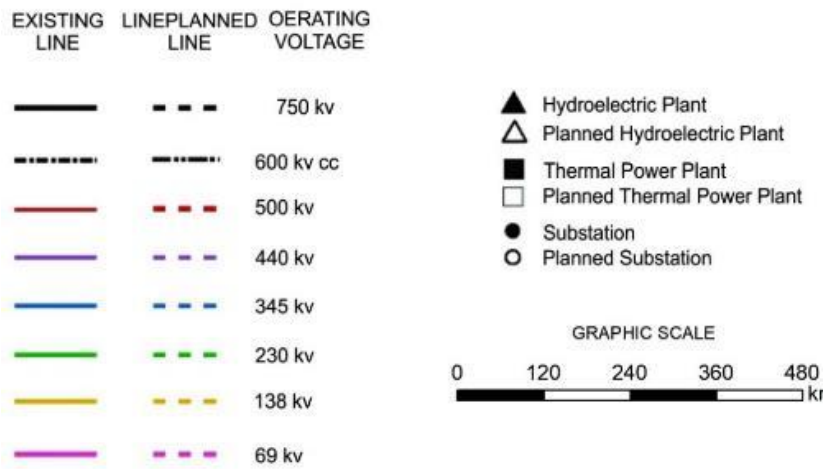 EXISTING LINE
LINEPLANNED LINE
OERATING VOLTAGE
750 kv
600 kv cc
500 kv
440 kv
345 kv
230 kv
138 kv
69 kv
Hydroelectric Plant
Planned Hydroelectric Plant
Thermal Power Plant
Planned Thermal Power Plant
Substation
Planned Substation
GRAPHIC SCALE
0 120 240 360 480